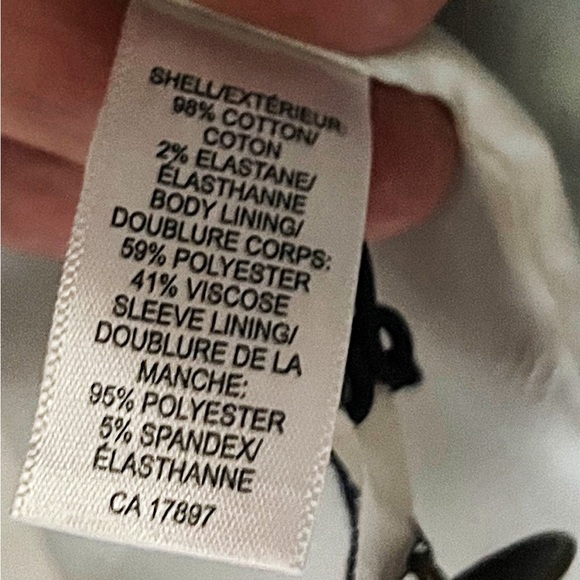 SHELL/EXTÉRIEUR:
98% COTTON/
COTON
2% ELASTANE/
ÉLASTHANNE
BODY LINING/
DOUBLURE CORPS:
59% POLYESTER
41% VISCOSE
SLEEVE LINING/
DOUBLURE DE LA
MANCHE:
95% POLYESTER
5% SPANDEX/
ÉLASTHANNE
CA 17897